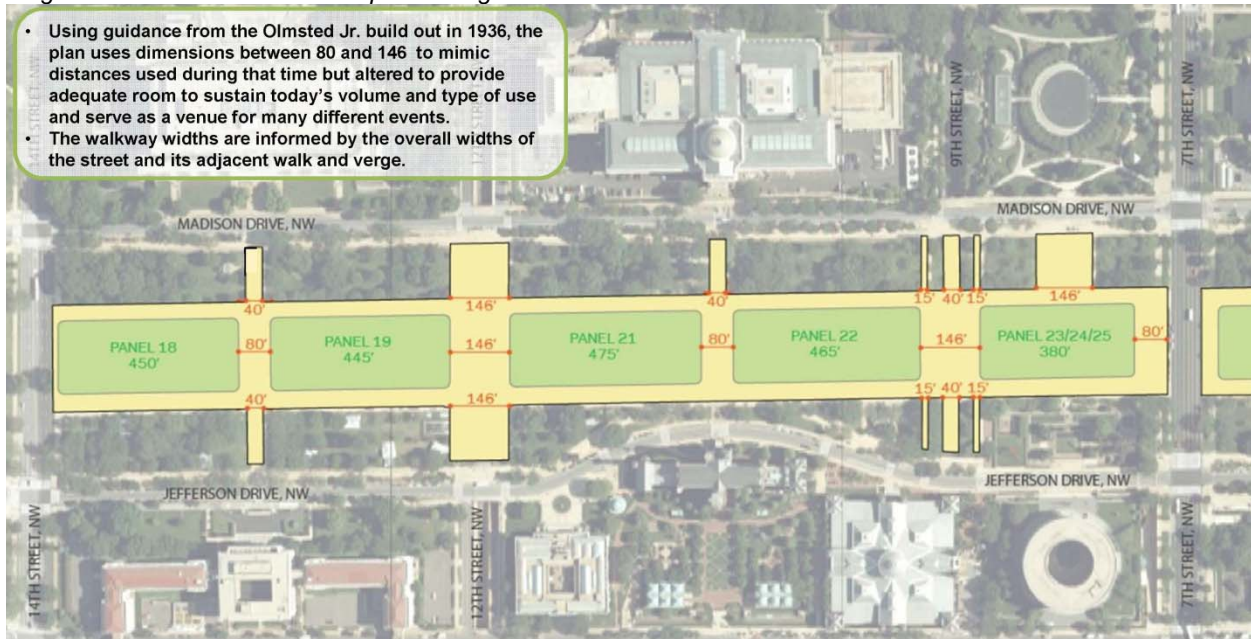 • Using guidance from the Olmsted Jr. build out in 1936, the
plan uses dimensions between 80 and 146 to mimic
distances used during that time but altered to provide
adequate room to sustain today's volume and type of use
and serve as a venue for many different events.
• The walkway widths are informed by the overall widths of
the street and its adjacent walk and verge.
9TH STREET, NW
7TH STREET, NW
MADISON DRIVE, NW
MADISON DRIVE, NW
40'
146'
40'
15' 40' 15'
146'
PANEL 18
450'
80'
PANEL 19
445'
146'
PANEL 21
475'
80'
PANEL 22
465'
146'
PANEL 23/24/25
380'
80'
40'
146'
15' 40' 15'
JEFFERSON DRIVE, NW
JEFFERSON DRIVE, NW
14TH STREET, NW
12TH STREET, NW
7TH STREET, NW